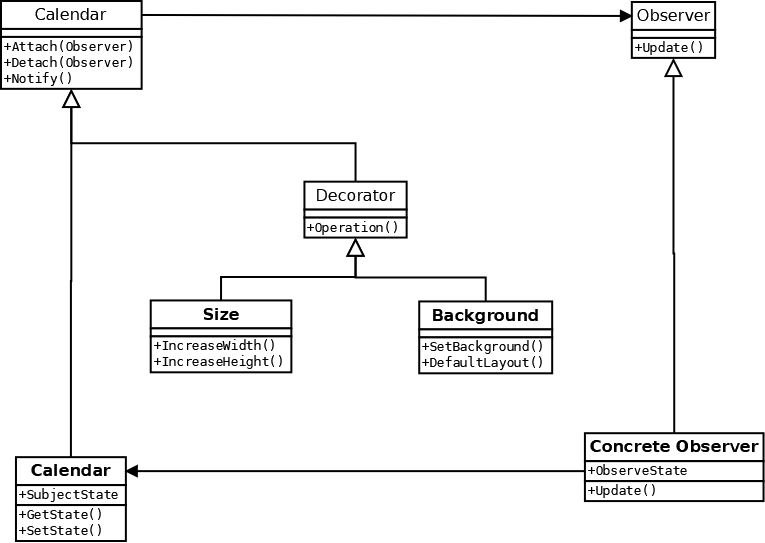 Calendar
+Attach(Observer)
+Detach(Observer)
+Notify()
Observer
+Update()
Decorator
+Operation()
Size
+IncreaseWidth()
+IncreaseHeight()
Background
+SetBackground()
+DefaultLayout()
Calendar
+SubjectState
+GetState()
+SetState()
Concrete Observer
+ObserveState
+Update()